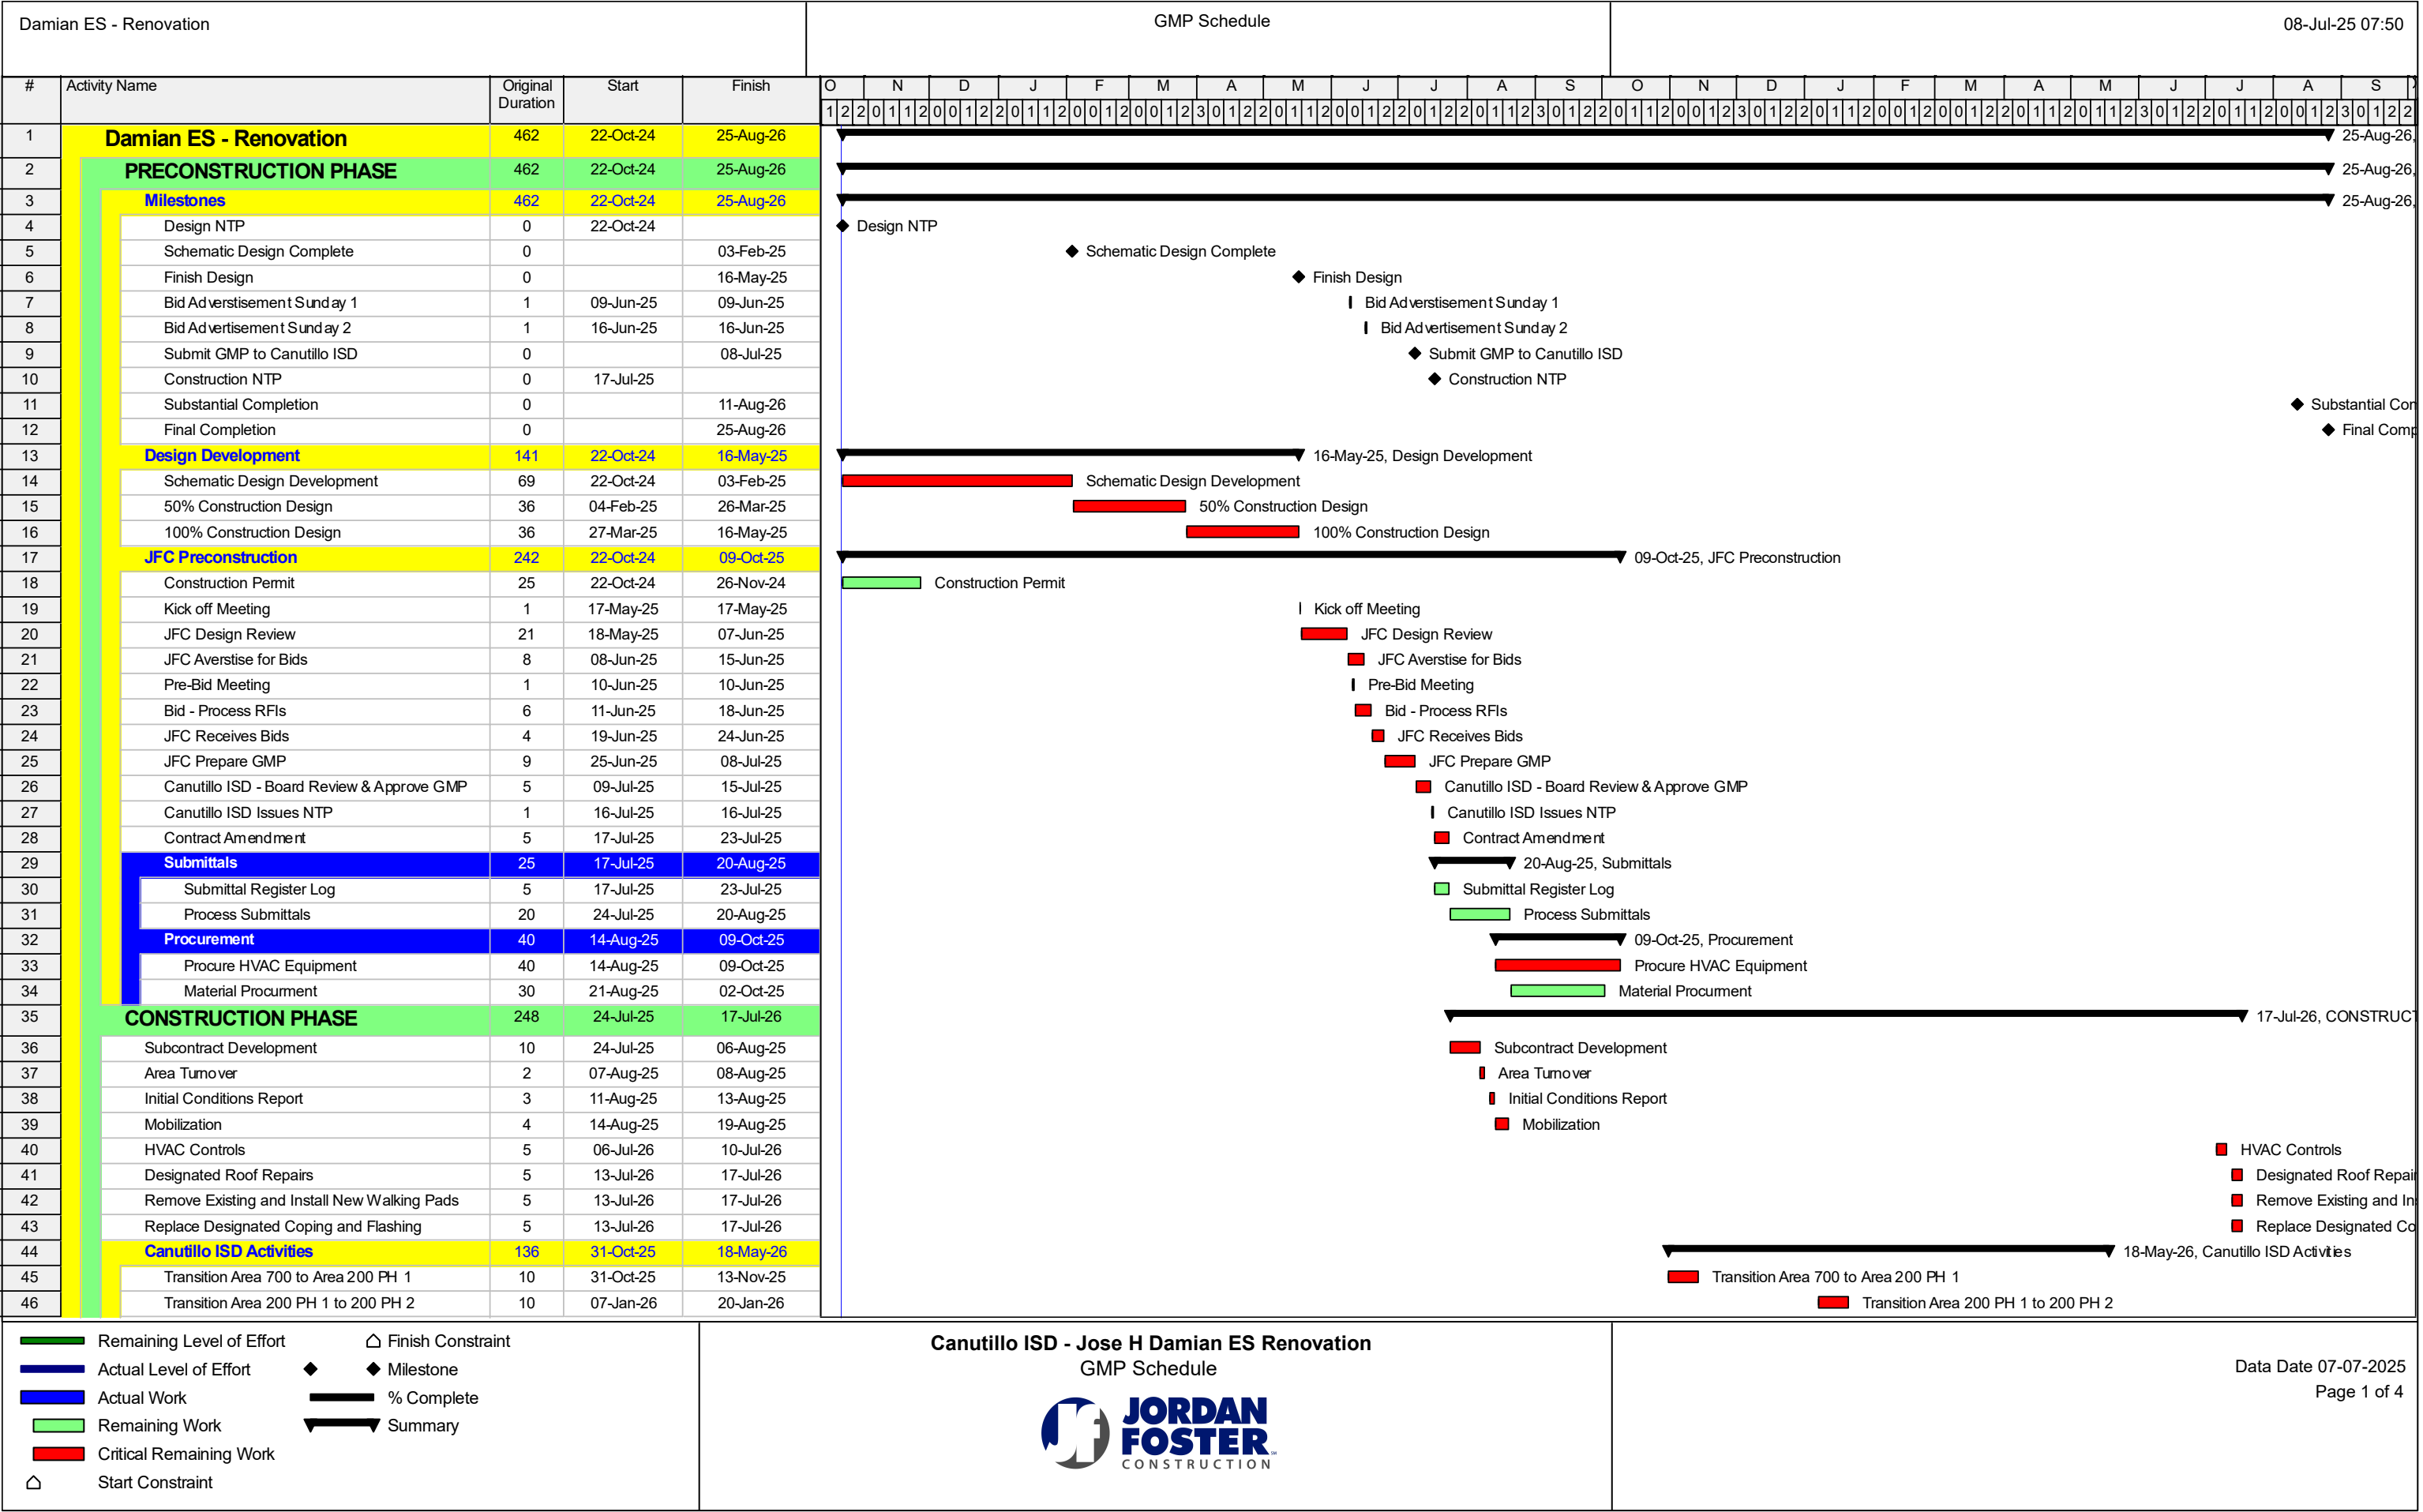 Damian ES - Renovation
GMP Schedule
08-Jul-25 07:50
# Activity Name Original Duration Start Finish
O N D J F M A M J J A S O N D J F M A M J J A S
1 Damian ES - Renovation 462 22-Oct-24 25-Aug-26 25-Aug-26,
2 PRECONSTRUCTION PHASE 462 22-Oct-24 25-Aug-26 25-Aug-26,
3 Milestones 462 22-Oct-24 25-Aug-26 25-Aug-26,
4 Design NTP 0 22-Oct-24 Design NTP
5 Schematic Design Complete 0 03-Feb-25 Schematic Design Complete
6 Finish Design 0 16-May-25 Finish Design
7 Bid Adverstisement Sunday 1 1 09-Jun-25 09-Jun-25 Bid Adverstisement Sunday 1
8 Bid Advertisement Sunday 2 1 16-Jun-25 16-Jun-25 Bid Advertisement Sunday 2
9 Submit GMP to Canutillo ISD 0 08-Jul-25 Submit GMP to Canutillo ISD
10 Construction NTP 0 17-Jul-25 Construction NTP
11 Substantial Completion 0 11-Aug-26 Substantial Con
12 Final Completion 0 25-Aug-26 Final Comp
13 Design Development 141 22-Oct-24 16-May-25 16-May-25, Design Development
14 Schematic Design Development 69 22-Oct-24 03-Feb-25 Schematic Design Development
15 50% Construction Design 36 04-Feb-25 26-Mar-25 50% Construction Design
16 100% Construction Design 36 27-Mar-25 16-May-25 100% Construction Design
17 JFC Preconstruction 242 22-Oct-24 09-Oct-25 09-Oct-25, JFC Preconstruction
18 Construction Permit 25 22-Oct-24 26-Nov-24 Construction Permit
19 Kick off Meeting 1 17-May-25 17-May-25 Kick off Meeting
20 JFC Design Review 21 18-May-25 07-Jun-25 JFC Design Review
21 JFC Averstise for Bids 8 08-Jun-25 15-Jun-25 JFC Averstise for Bids
22 Pre-Bid Meeting 1 10-Jun-25 10-Jun-25 Pre-Bid Meeting
23 Bid - Process RFIs 6 11-Jun-25 18-Jun-25 Bid - Process RFIs
24 JFC Receives Bids 4 19-Jun-25 24-Jun-25 JFC Receives Bids
25 JFC Prepare GMP 9 25-Jun-25 08-Jul-25 JFC Prepare GMP
26 Canutillo ISD - Board Review & Approve GMP 5 09-Jul-25 15-Jul-25 Canutillo ISD - Board Review & Approve GMP
27 Canutillo ISD Issues NTP 1 16-Jul-25 16-Jul-25 Canutillo ISD Issues NTP
28 Contract Amendment 5 17-Jul-25 23-Jul-25 Contract Amendment
29 Submittals 25 17-Jul-25 20-Aug-25 20-Aug-25, Submittals
30 Submittal Register Log 5 17-Jul-25 23-Jul-25 Submittal Register Log
31 Process Submittals 20 24-Jul-25 20-Aug-25 Process Submittals
32 Procurement 40 14-Aug-25 09-Oct-25 09-Oct-25, Procurement
33 Procure HVAC Equipment 40 14-Aug-25 09-Oct-25 Procure HVAC Equipment
34 Material Procurment 30 21-Aug-25 02-Oct-25 Material Procurment
35 CONSTRUCTION PHASE 248 24-Jul-25 17-Jul-26 17-Jul-26, CONSTRUCT
36 Subcontract Development 10 24-Jul-25 06-Aug-25 Subcontract Development
37 Area Turnover 2 07-Aug-25 08-Aug-25 Area Turnover
38 Initial Conditions Report 3 11-Aug-25 13-Aug-25 Initial Conditions Report
39 Mobilization 4 14-Aug-25 19-Aug-25 Mobilization
40 HVAC Controls 5 06-Jul-26 10-Jul-26 HVAC Controls
41 Designated Roof Repairs 5 13-Jul-26 17-Jul-26 Designated Roof Repair
42 Remove Existing and Install New Walking Pads 5 13-Jul-26 17-Jul-26 Remove Existing and In
43 Replace Designated Coping and Flashing 5 13-Jul-26 17-Jul-26 Replace Designated Co
44 Canutillo ISD Activities 136 31-Oct-25 18-May-26 18-May-26, Canutillo ISD Activities
45 Transition Area 700 to Area 200 PH 1 10 31-Oct-25 13-Nov-25 Transition Area 700 to Area 200 PH 1
46 Transition Area 200 PH 1 to 200 PH 2 10 07-Jan-26 20-Jan-26 Transition Area 200 PH 1 to 200 PH 2
Remaining Level of Effort
Actual Level of Effort
Actual Work
Remaining Work
Critical Remaining Work
Start Constraint
Finish Constraint
Milestone
% Complete
Summary
Canutillo ISD - Jose H Damian ES Renovation
GMP Schedule
Jf JORDAN
FOSTER
CONSTRUCTION
Data Date 07-07-2025
Page 1 of 4